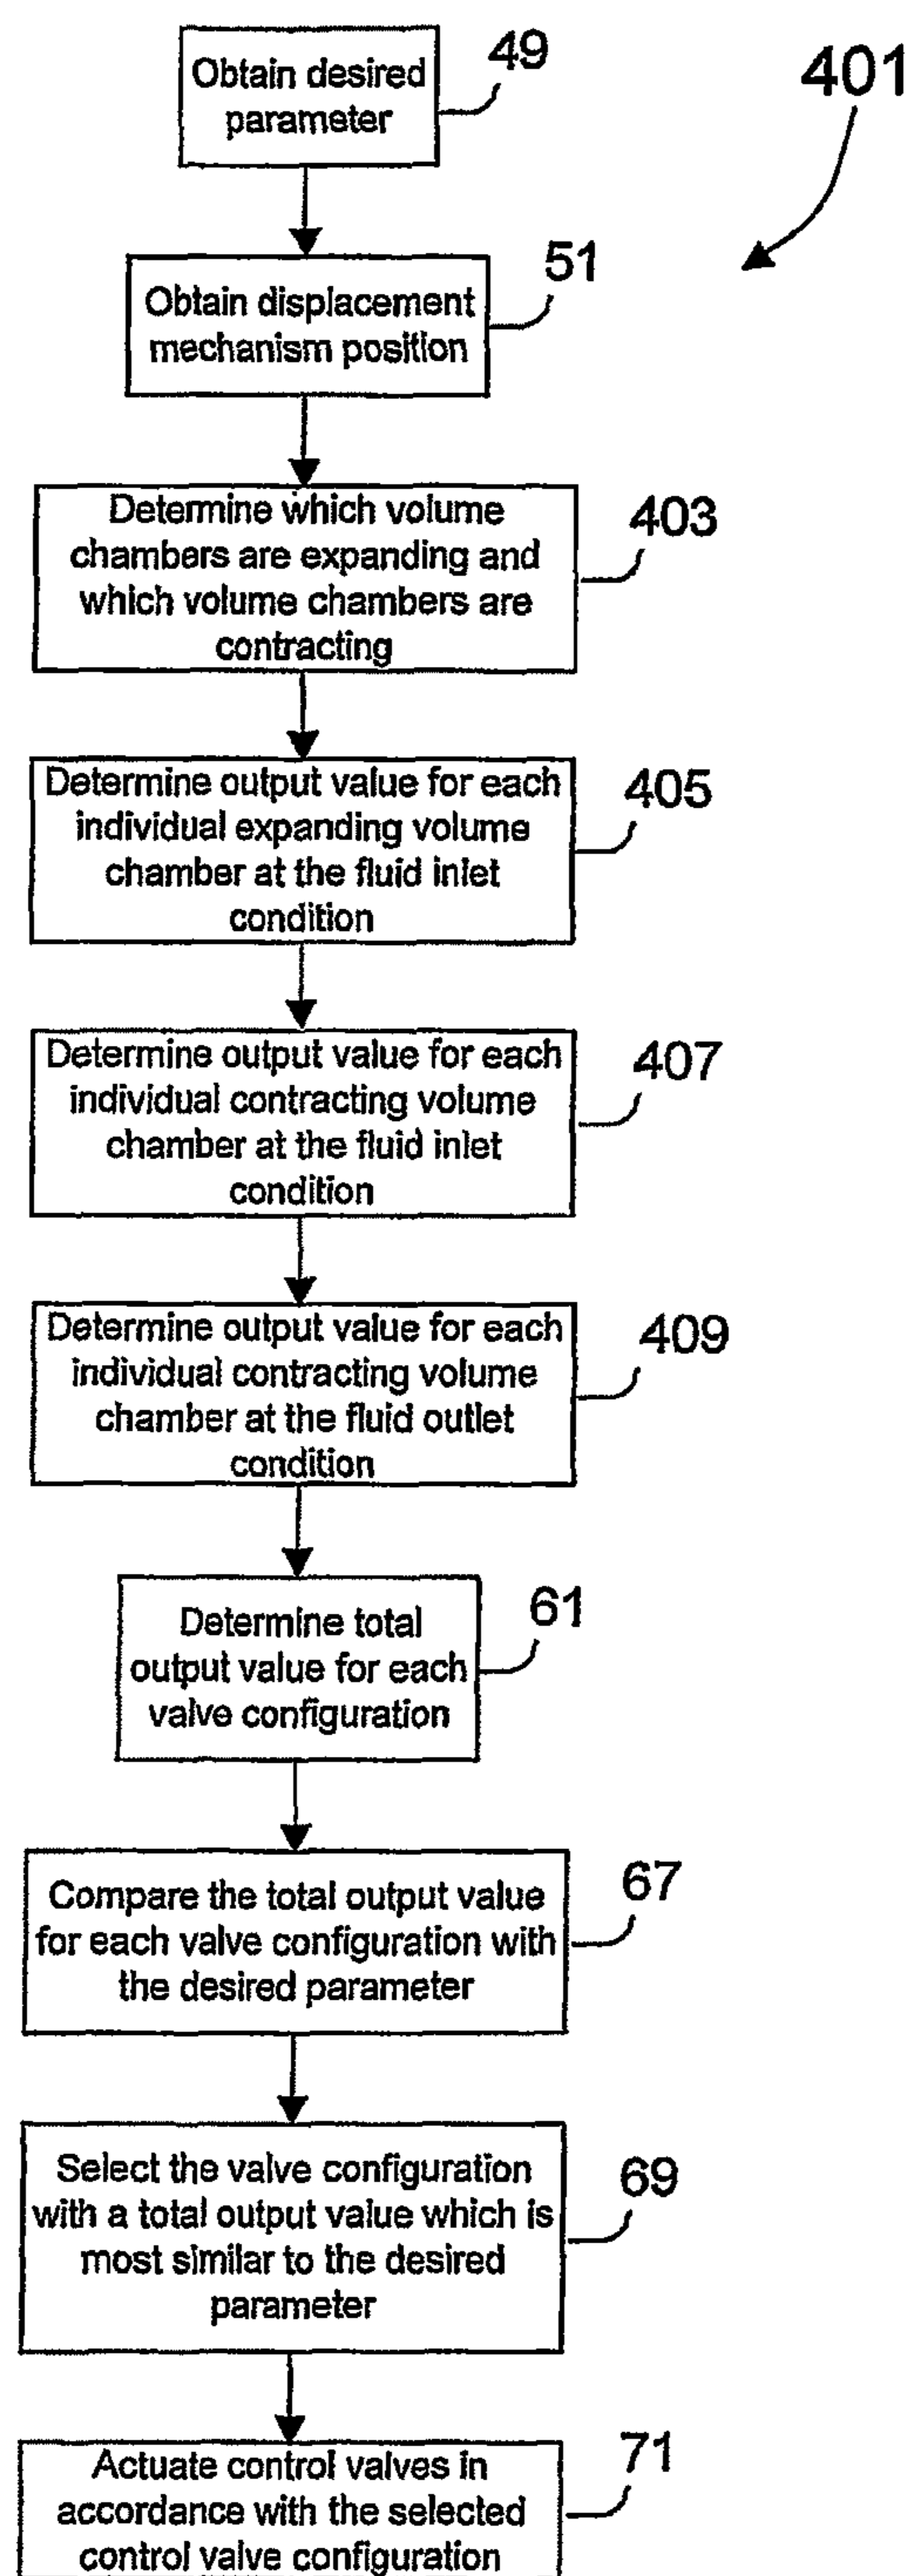 401
Obtain desired
parameter
49
Obtain displacement
mechanism position
51
Determine which volume
chambers are expanding and
which volume chambers are
contracting
403
Determine output value for each
individual expanding volume
chamber at the fluid inlet
condition
405
Determine output value for each
individual contracting volume
chamber at the fluid inlet
condition
407
Determine output value for each
individual contracting volume
chamber at the fluid outlet
condition
409
Determine total
output value for each
valve configuration
61
Compare the total output value
for each valve configuration with
the desired parameter
67
Select the valve configuration
with a total output value which is
most similar to the desired
parameter
69
Actuate control valves in
accordance with the selected
control valve configuration
71